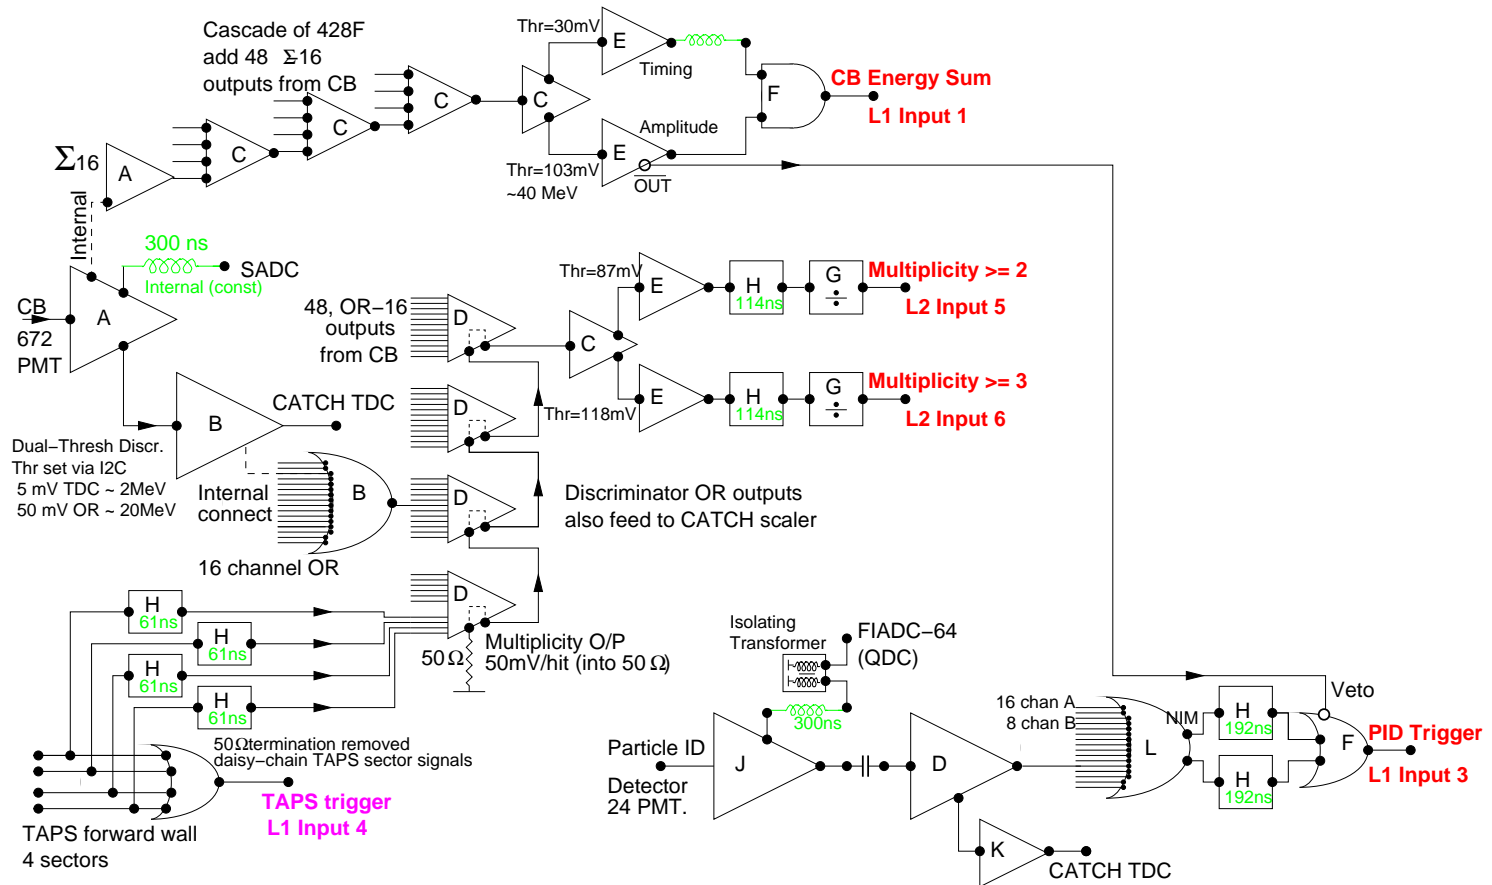 Cascade of 428F
add 48 Σ16
outputs from CB
Thr=30mV
E
Timing
C
C
C
C
F
CB Energy Sum
L1 Input 1
Σ16
A
Amplitude
E
Thr=103mV
~40 MeV
OUT
Internal
300 ns
SADC
Internal (const)
CB
672
PMT
A
48, OR−16
outputs
from CB
D
C
Thr=87mV
E
H
114ns
G
÷
Multiplicity >= 2
L2 Input 5
Thr=118mV
E
H
114ns
G
÷
Multiplicity >= 3
L2 Input 6
CATCH TDC
B
D
Dual−Thresh Discr.
Thr set via I2C
5 mV TDC ~ 2MeV
50 mV OR ~ 20MeV
Internal
connect
B
D
Discriminator OR outputs
also feed to CATCH scaler
16 channel OR
D
H
61ns
H
61ns
H
61ns
H
61ns
50Ω
Multiplicity O/P
50mV/hit (into 50 Ω)
50Ωtermination removed
daisy−chain TAPS sector signals
TAPS trigger
L1 Input 4
TAPS forward wall
4 sectors
Isolating
Transformer
FIADC−64
(QDC)
300ns
Particle ID
Detector
24 PMT.
J
D
K
CATCH TDC
16 chan A
8 chan B
L
NIM
H
192ns
H
192ns
Veto
F
PID Trigger
L1 Input 3